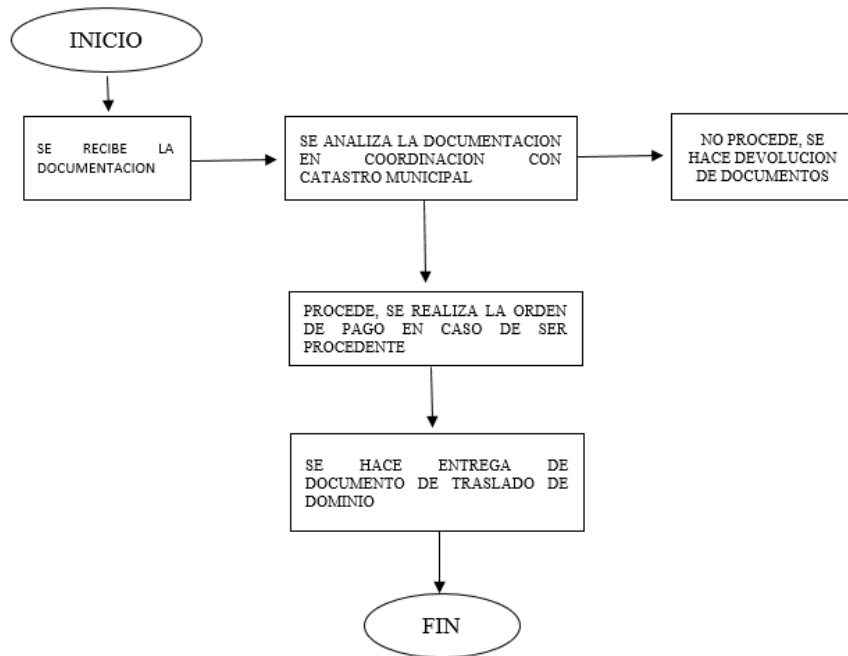 INICIO
SE RECIBE LA
DOCUMENTACION
SE ANALIZA LA DOCUMENTACION
EN COORDINACION CON
CATASTRO MUNICIPAL
NO PROCEDE, SE
HACE DEVOLUCION
DE DOCUMENTOS
PROCEDE, SE REALIZA LA ORDEN
DE PAGO EN CASO DE SER
PROCEDENTE
SE HACE ENTREGA DE
DOCUMENTO DE TRASLADO DE
DOMINIO
FIN